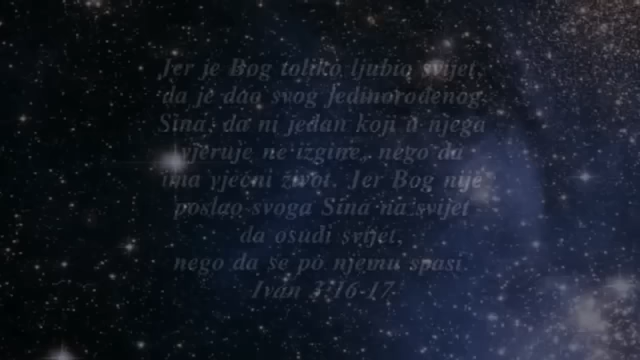 Jer je Bog toliko ljubio svijet,
da je dao svog Jedinorođenog
Sina, da ni jedan koji u njega
vjeruje ne izgine, nego da
ima vječni život. Jer Bog nije
poslao svoga Sina na svijet
da osudi svijet,
nego da se po njemu spasi.
Ivan 3:16-17